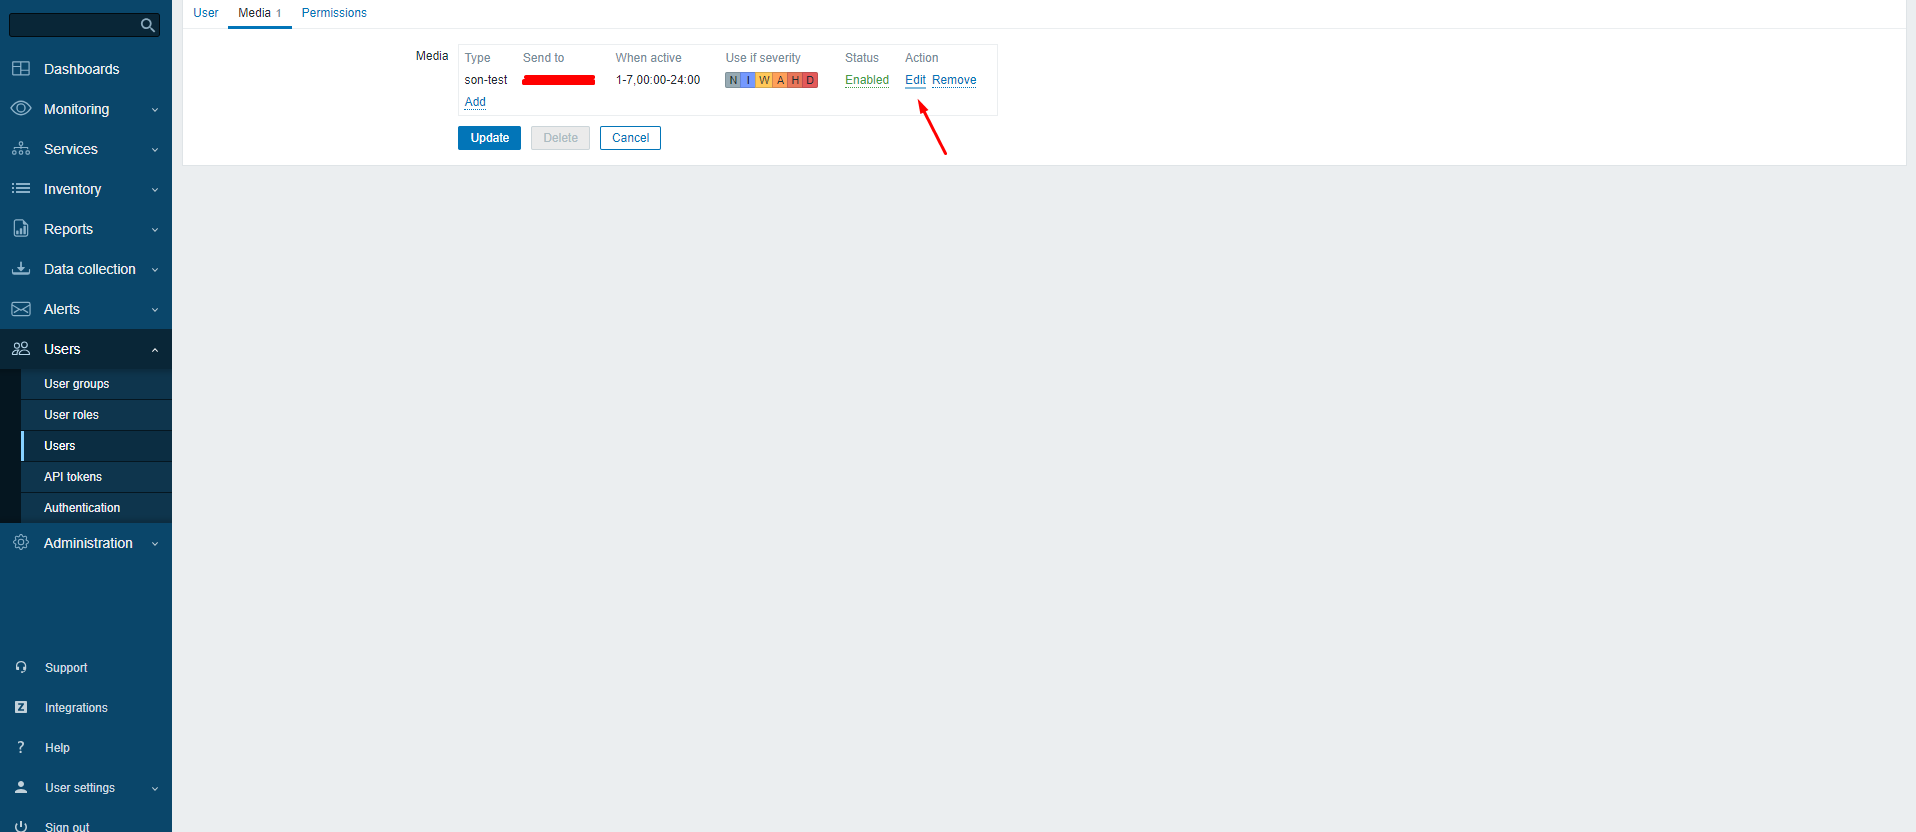 User Media 1 Permissions
Media Type Send to When active Use if severity Status Action
son-test 1-7,00:00-24:00 N I W A H D Enabled Edit Remove
Add
Update Delete Cancel
Dashboards
Monitoring
Services
Inventory
Reports
Data collection
Alerts
Users
User groups
User roles
Users
API tokens
Authentication
Administration
Support
Z Integrations
? Help
User settings
Sign out